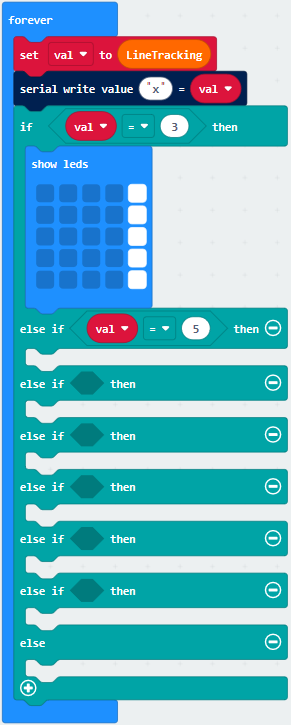 forever
set val to LineTracking
serial write value "x" = val
if val = 3 then
show leds
else if val = 5 then
else if then
else if then
else if then
else if then
else if then
else